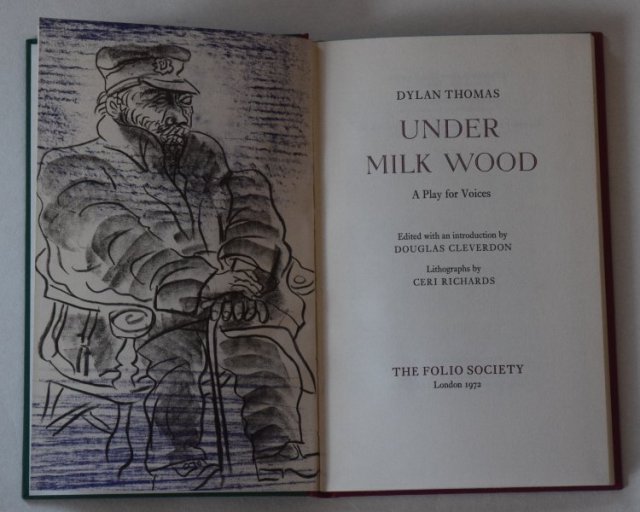 DYLAN THOMAS
UNDER
MILK WOOD
A Play for Voices
Edited with an introduction by
DOUGLAS CLEVERDON
Lithographs by
CERI RICHARDS
THE FOLIO SOCIETY
London 1972